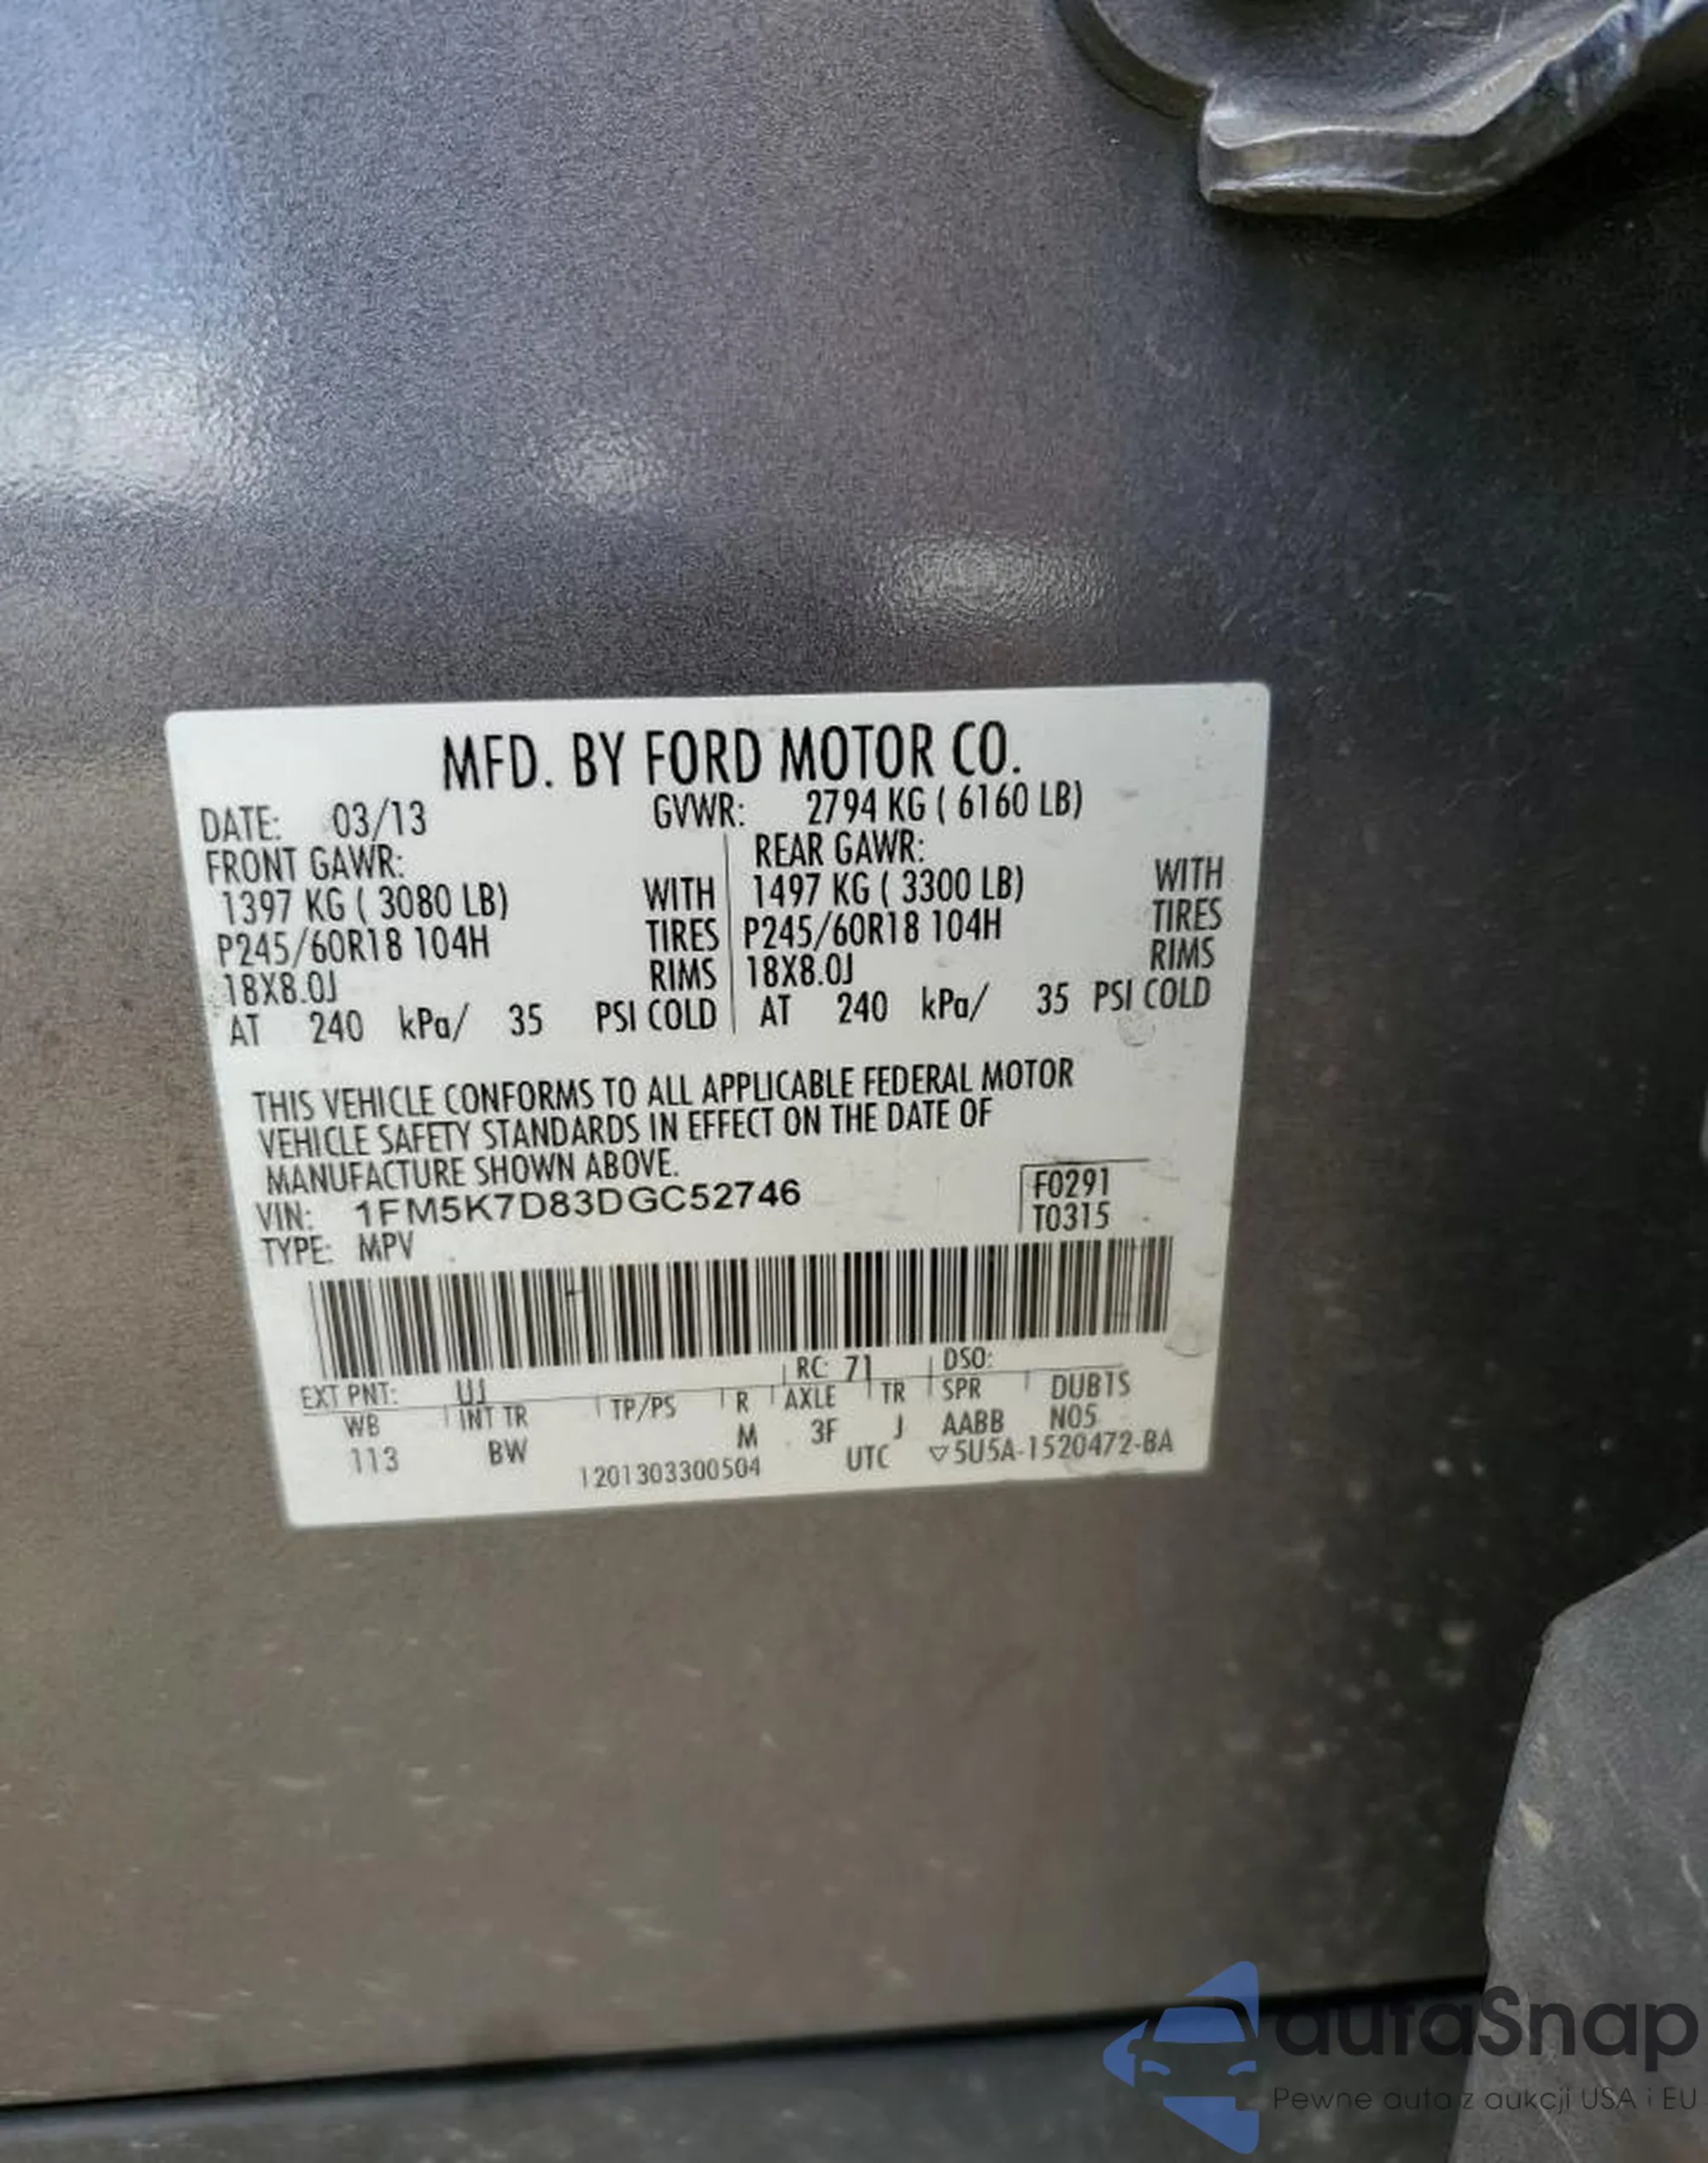 MFD. BY FORD MOTOR CO.
DATE: 03/13 GVWR: 2794 KG ( 6160 LB)
FRONT GAWR: REAR GAWR:
1397 KG ( 3080 LB) WITH 1497 KG ( 3300 LB) WITH
P245/60R18 104H TIRES P245/60R18 104H TIRES
18X8.0J RIMS 18X8.0J RIMS
AT 240 kPa/ 35 PSI COLD AT 240 kPa/ 35 PSI COLD
THIS VEHICLE CONFORMS TO ALL APPLICABLE FEDERAL MOTOR
VEHICLE SAFETY STANDARDS IN EFFECT ON THE DATE OF
MANUFACTURE SHOWN ABOVE.
VIN: 1FM5K7D83DGC52746 F0291
TYPE: MPV T0315
EXT PNT: UJ RC: 71 DSO:
WB INT TR TP/PS R AXLE TR SPR DUBTS
113 BW M 3F J AABB N05
1201303300504 UTC ▽5U5A-1520472-BA
autaSnap
Pewne auta z aukcji USA i EU